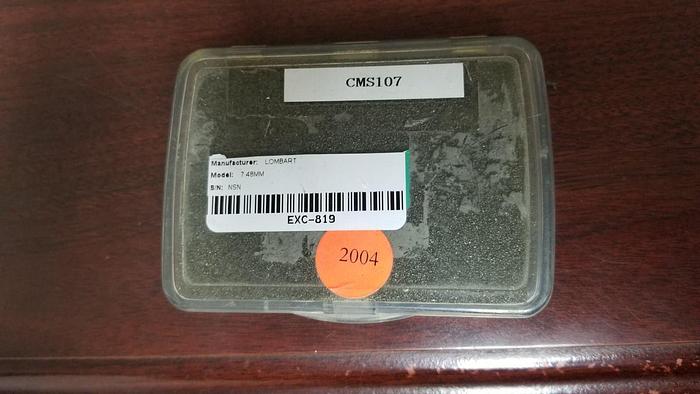 CMS107
Manufacturer: LOMBART
Model: 7.48MM
S/N: NSN
EXC-819
2004